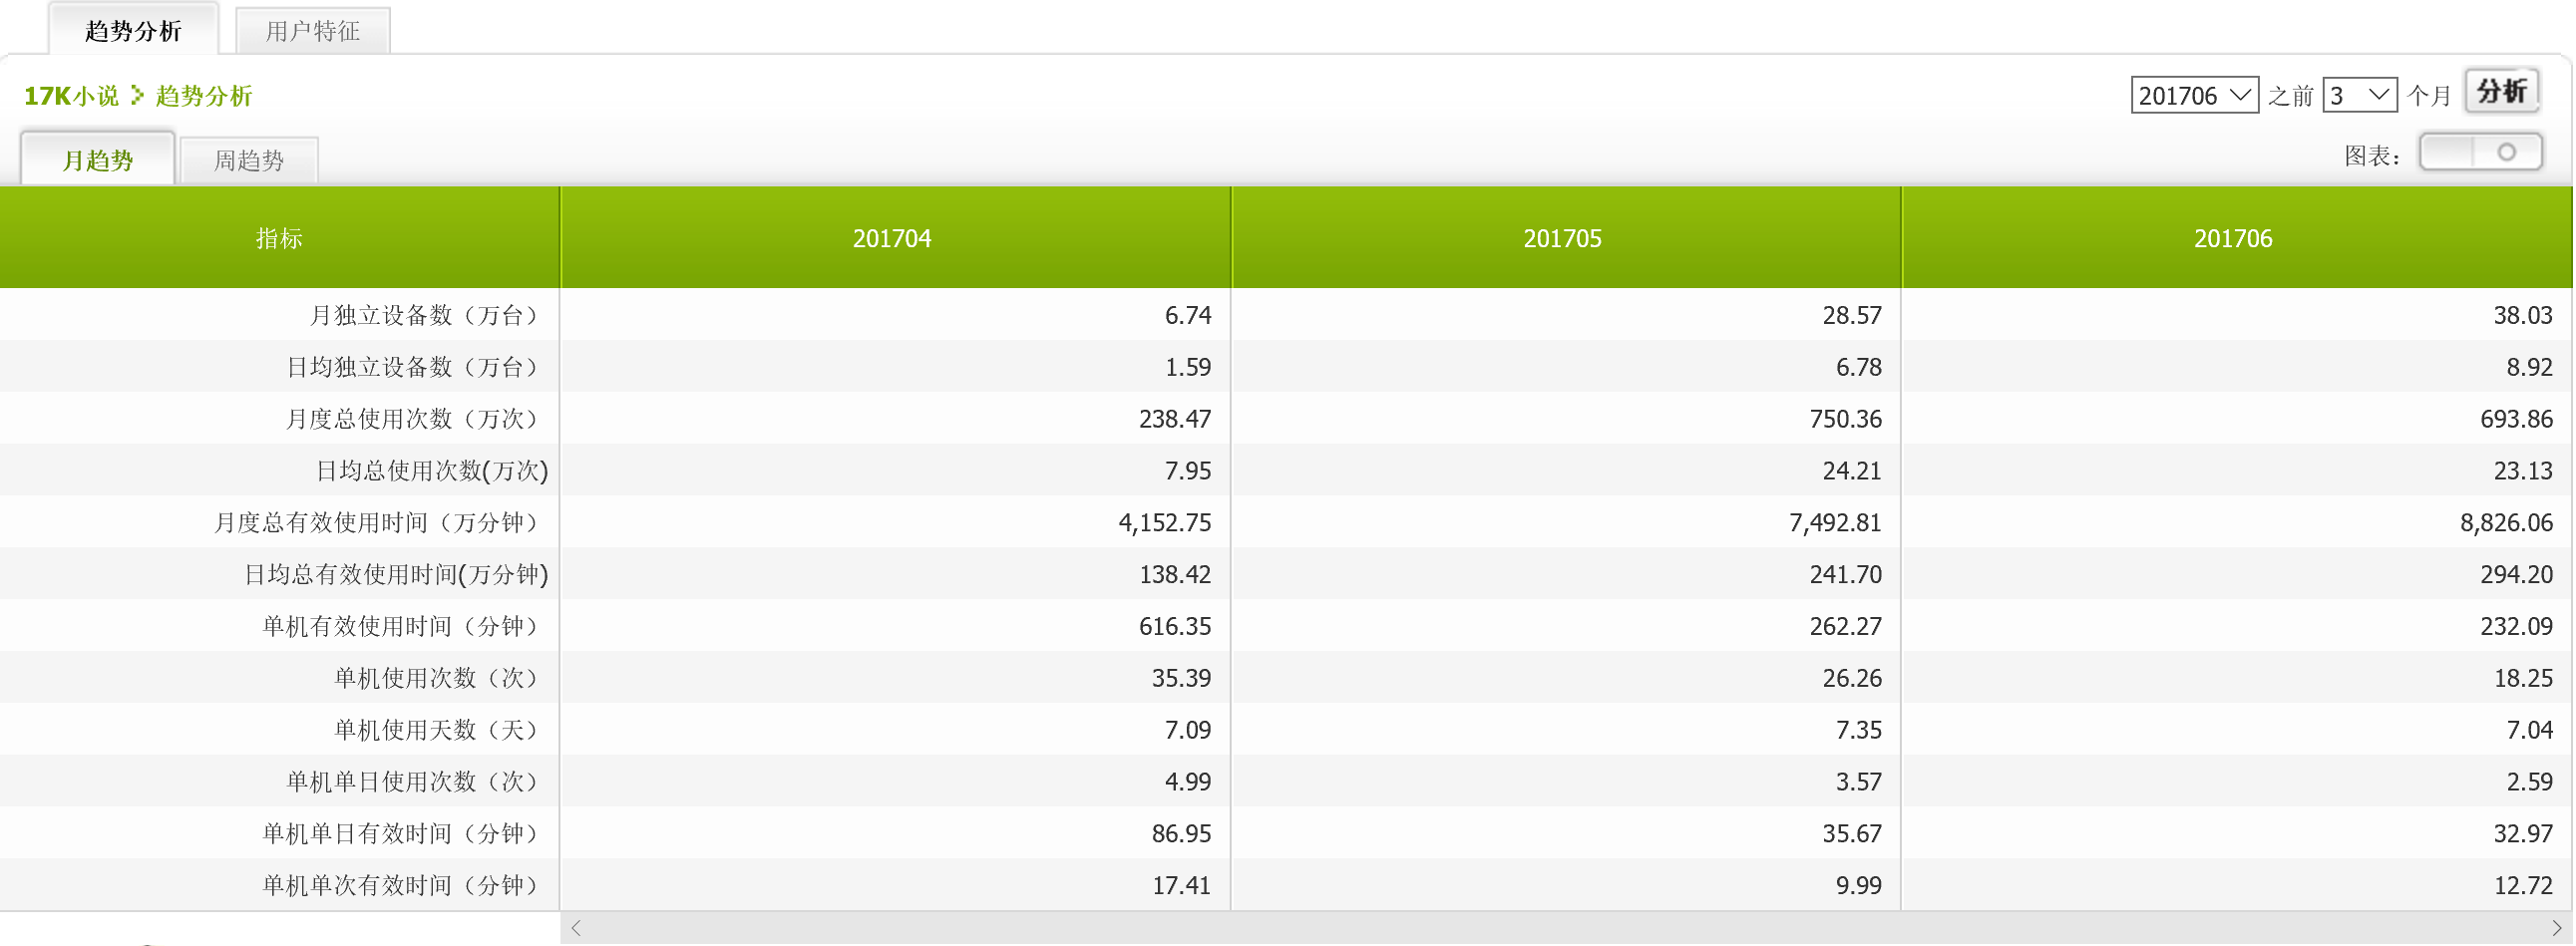 趋势分析 用户特征
17K小说 趋势分析 201706 之前 3 个月 分析
月趋势 周趋势 图表：
指标 201704 201705 201706
月独立设备数（万台） 6.74 28.57 38.03
日均独立设备数（万台） 1.59 6.78 8.92
月度总使用次数（万次） 238.47 750.36 693.86
日均总使用次数(万次) 7.95 24.21 23.13
月度总有效使用时间（万分钟） 4,152.75 7,492.81 8,826.06
日均总有效使用时间(万分钟) 138.42 241.70 294.20
单机有效使用时间（分钟） 616.35 262.27 232.09
单机使用次数（次） 35.39 26.26 18.25
单机使用天数（天） 7.09 7.35 7.04
单机单日使用次数（次） 4.99 3.57 2.59
单机单日有效时间（分钟） 86.95 35.67 32.97
单机单次有效时间（分钟） 17.41 9.99 12.72